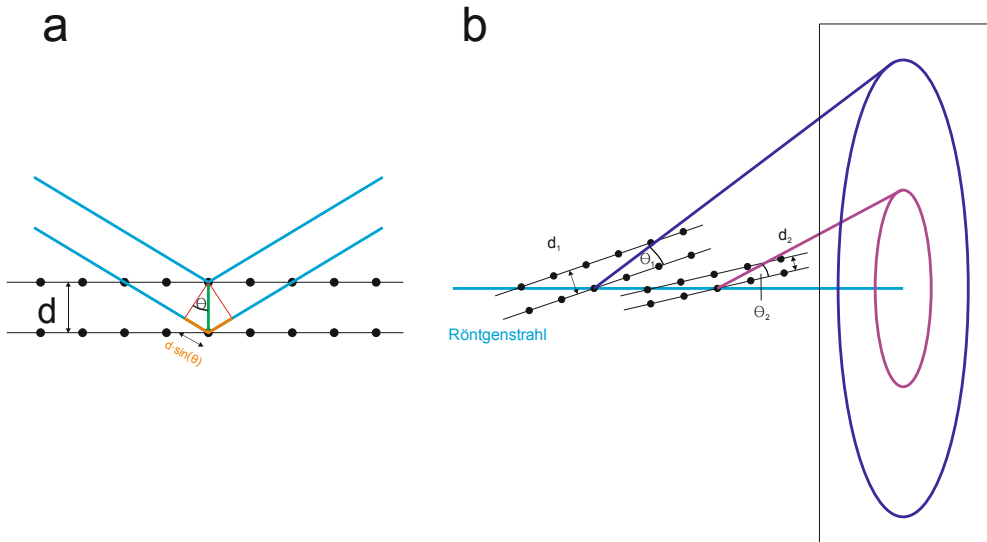 a
b
d
Θ
d·sin(θ)
d₁
Θ₁
d₂
Θ₂
Röntgenstrahl